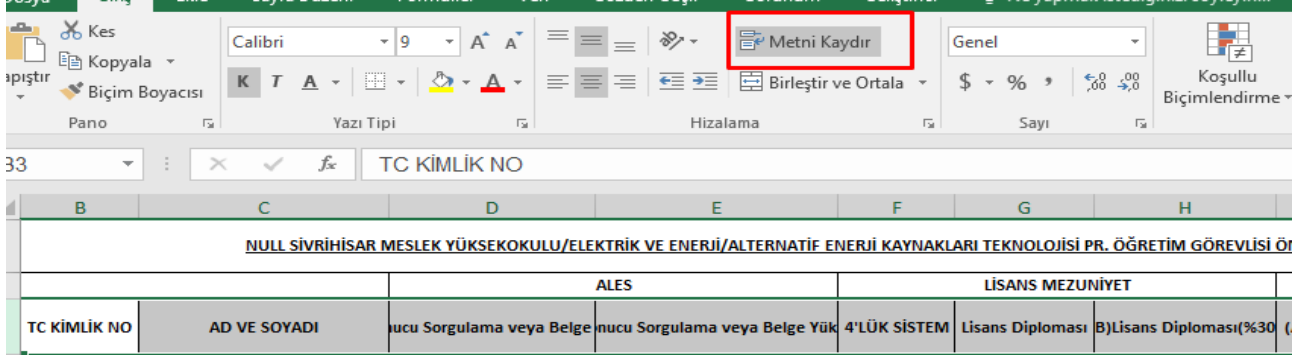 Kes
Kopyala
Biçim Boyacısı
Pano
Calibri 9 A A
K T A A
Yazı Tipi
Metni Kaydır
Birleştir ve Ortala
Hizalama
Genel
$ % ,
Sayı
Koşullu
Biçimlendirme
fx TC KİMLİK NO
B C D E F G H
NULL SİVRİHİSAR MESLEK YÜKSEKOKULU/ELEKTRİK VE ENERJİ/ALTERNATİF ENERJİ KAYNAKLARI TEKNOLOJİSİ PR. ÖĞRETİM GÖREVLİSİ
ALES LİSANS MEZUNİYET
TC KİMLİK NO AD VE SOYADI ucu Sorgulama veya Belge nucu Sorgulama veya Belge Yük 4'LÜK SİSTEM Lisans Diploması B)Lisans Diploması(%30